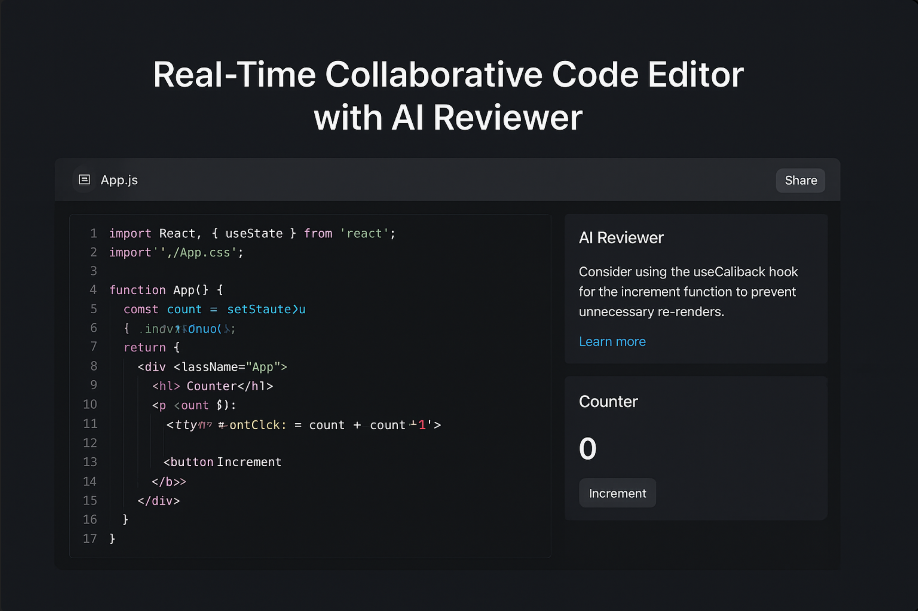 Real-Time Collaborative Code Editor
with AI Reviewer
App.js
Share
1 import React, { useState } from 'react';
2 import '',/App.css';
3
4 function App(} {
5 comst count = setStaute)u
6 {
7 return {
8 <div <lassName="App">
9 <hl> Counter</h1>
10 <p <ount $):
11 ontClck: = count + count 1'>
12
13 <button Increment
14 </b>>
15 </div>
16 }
17 }
AI Reviewer
Consider using the useCaliback hook
for the increment function to prevent
unnecessary re-renders.
Learn more
Counter
0
Increment